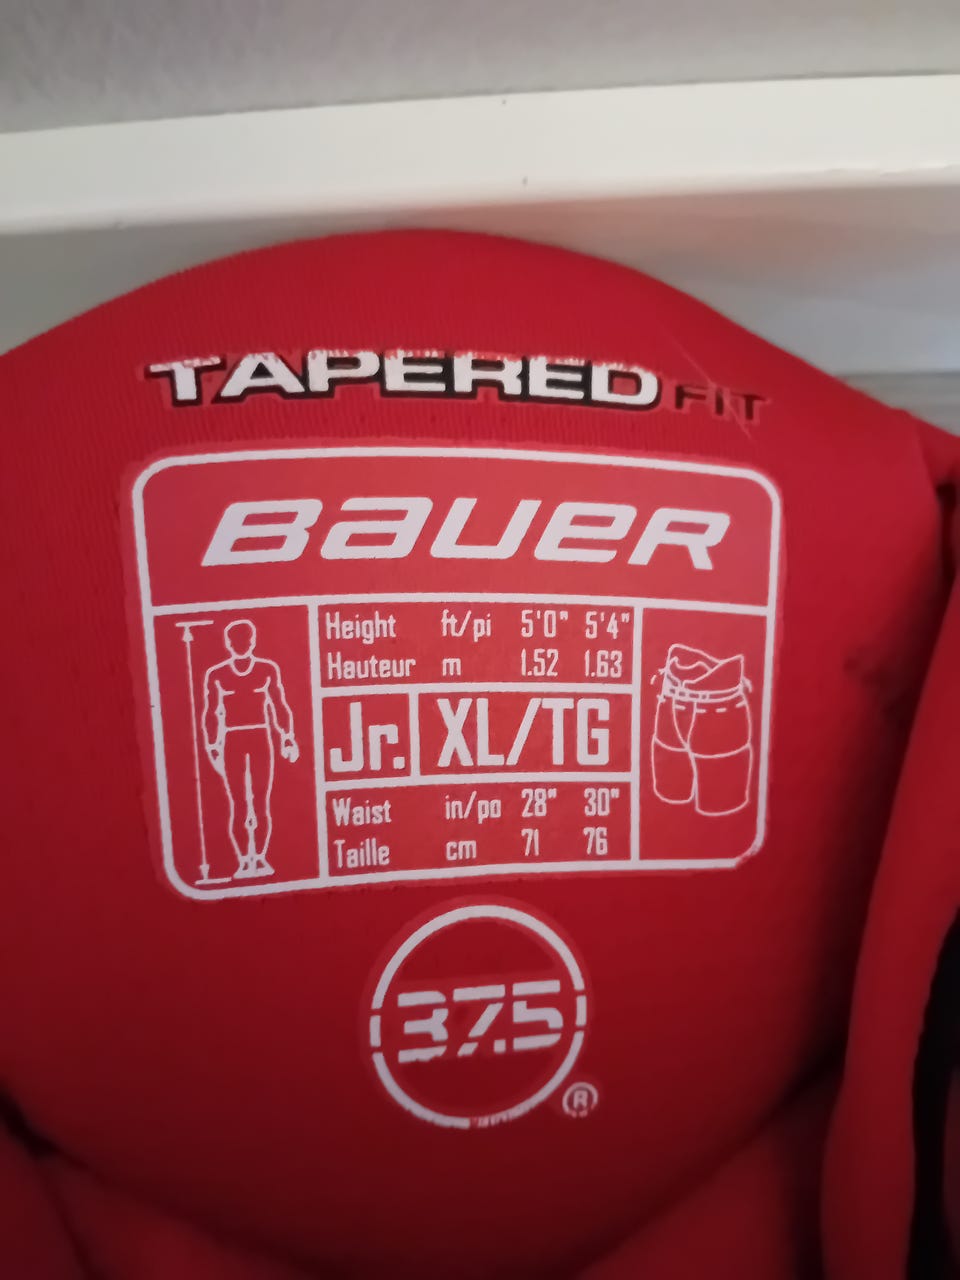 TAPERED FIT
BAUER
Height ft/pi 5'0" 5'4"
Hauteur m 1.52 1.63
Jr. XL/TG
Waist in/po 28" 30"
Taille cm 71 76
37.5
®